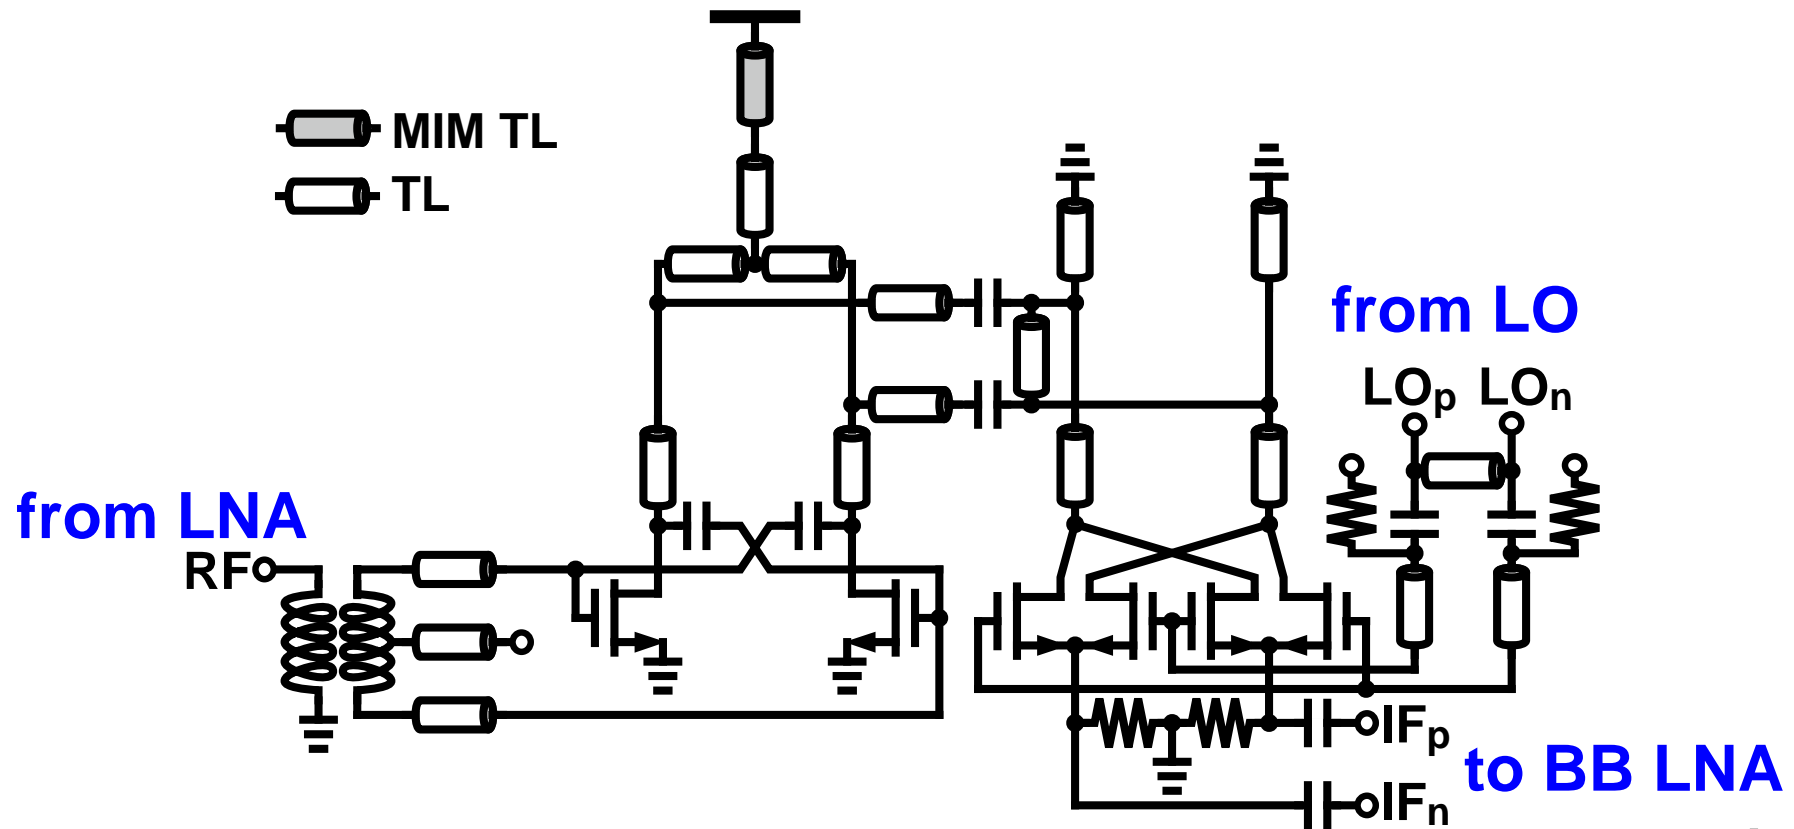 MIM TL
TL
from LO
LOp LOn
from LNA
RF
IFp
to BB LNA
IFn